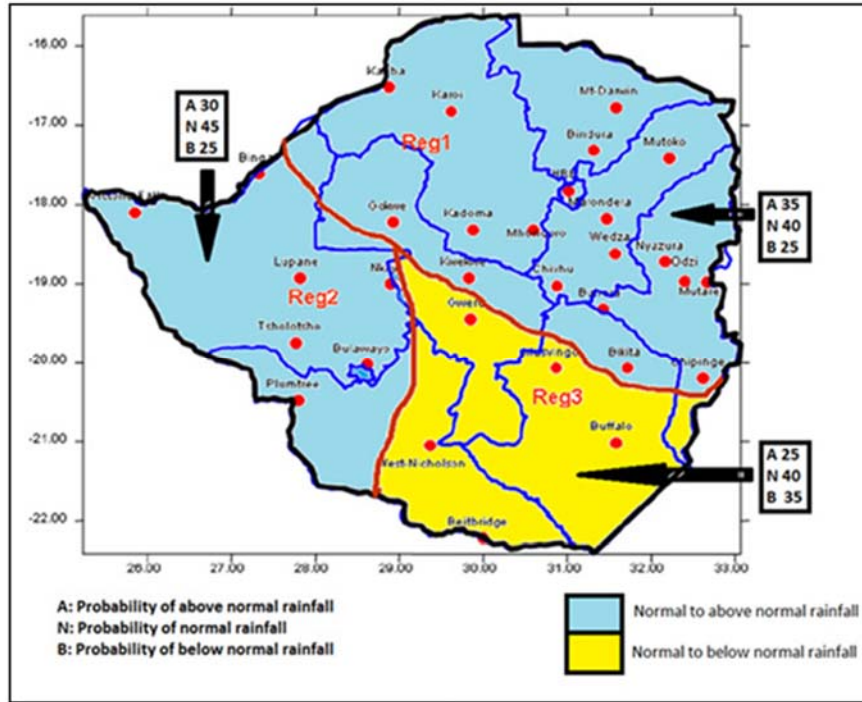 -16.00
Kariba
Karoi
Mt-Darwin
A 30
N 45
B 25
-17.00
Reg1
Bindura
Mutoko
Binga
-18.00
Marondera
A 35
N 40
B 25
Gokwe
Kadoma
Mhondoro
Wedza
Nyazura
Odzi
-19.00
Lupane
Reg2
Kwekwe
Chivhu
Mutare
Gweru
Tsholotsho
-20.00
Bulawayo
Masvingo
Bikita
Chipinge
Plumtree
Reg3
-21.00
Buffalo
West-Nicholson
A 25
N 40
B 35
-22.00
Beitbridge
26.00 27.00 28.00 29.00 30.00 31.00 32.00 33.00
A: Probability of above normal rainfall
N: Probability of normal rainfall
B: Probability of below normal rainfall
Normal to above normal rainfall
Normal to below normal rainfall